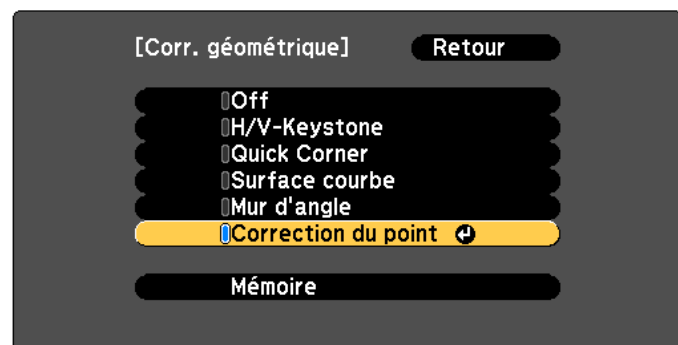 [Corr. géométrique] Retour
Off
H/V-Keystone
Quick Corner
Surface courbe
Mur d'angle
Correction du point
Mémoire